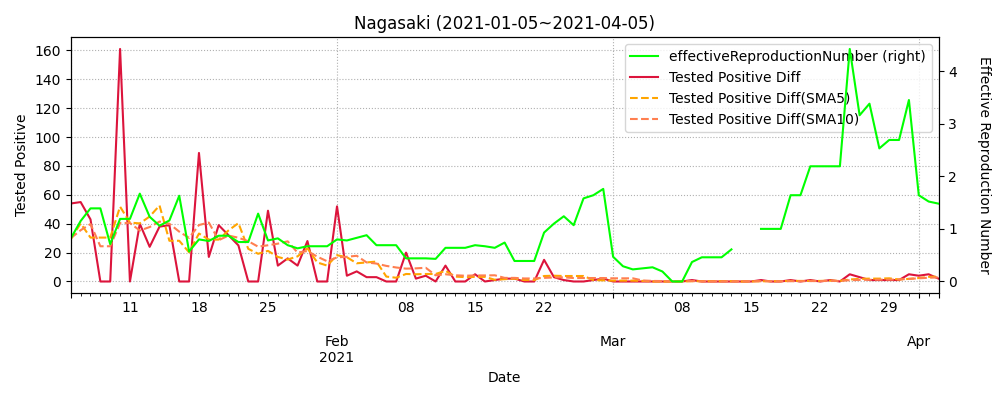 Nagasaki (2021-01-05~2021-04-05)
effectiveReproductionNumber (right)
Tested Positive Diff
Tested Positive Diff(SMA5)
Tested Positive Diff(SMA10)
Tested Positive
160
140
120
100
80
60
40
20
0
4
3
2
1
0
Effective Reproduction Number
11 18 25 08 15 22 08 15 22 29
Feb Mar Apr
2021
Date